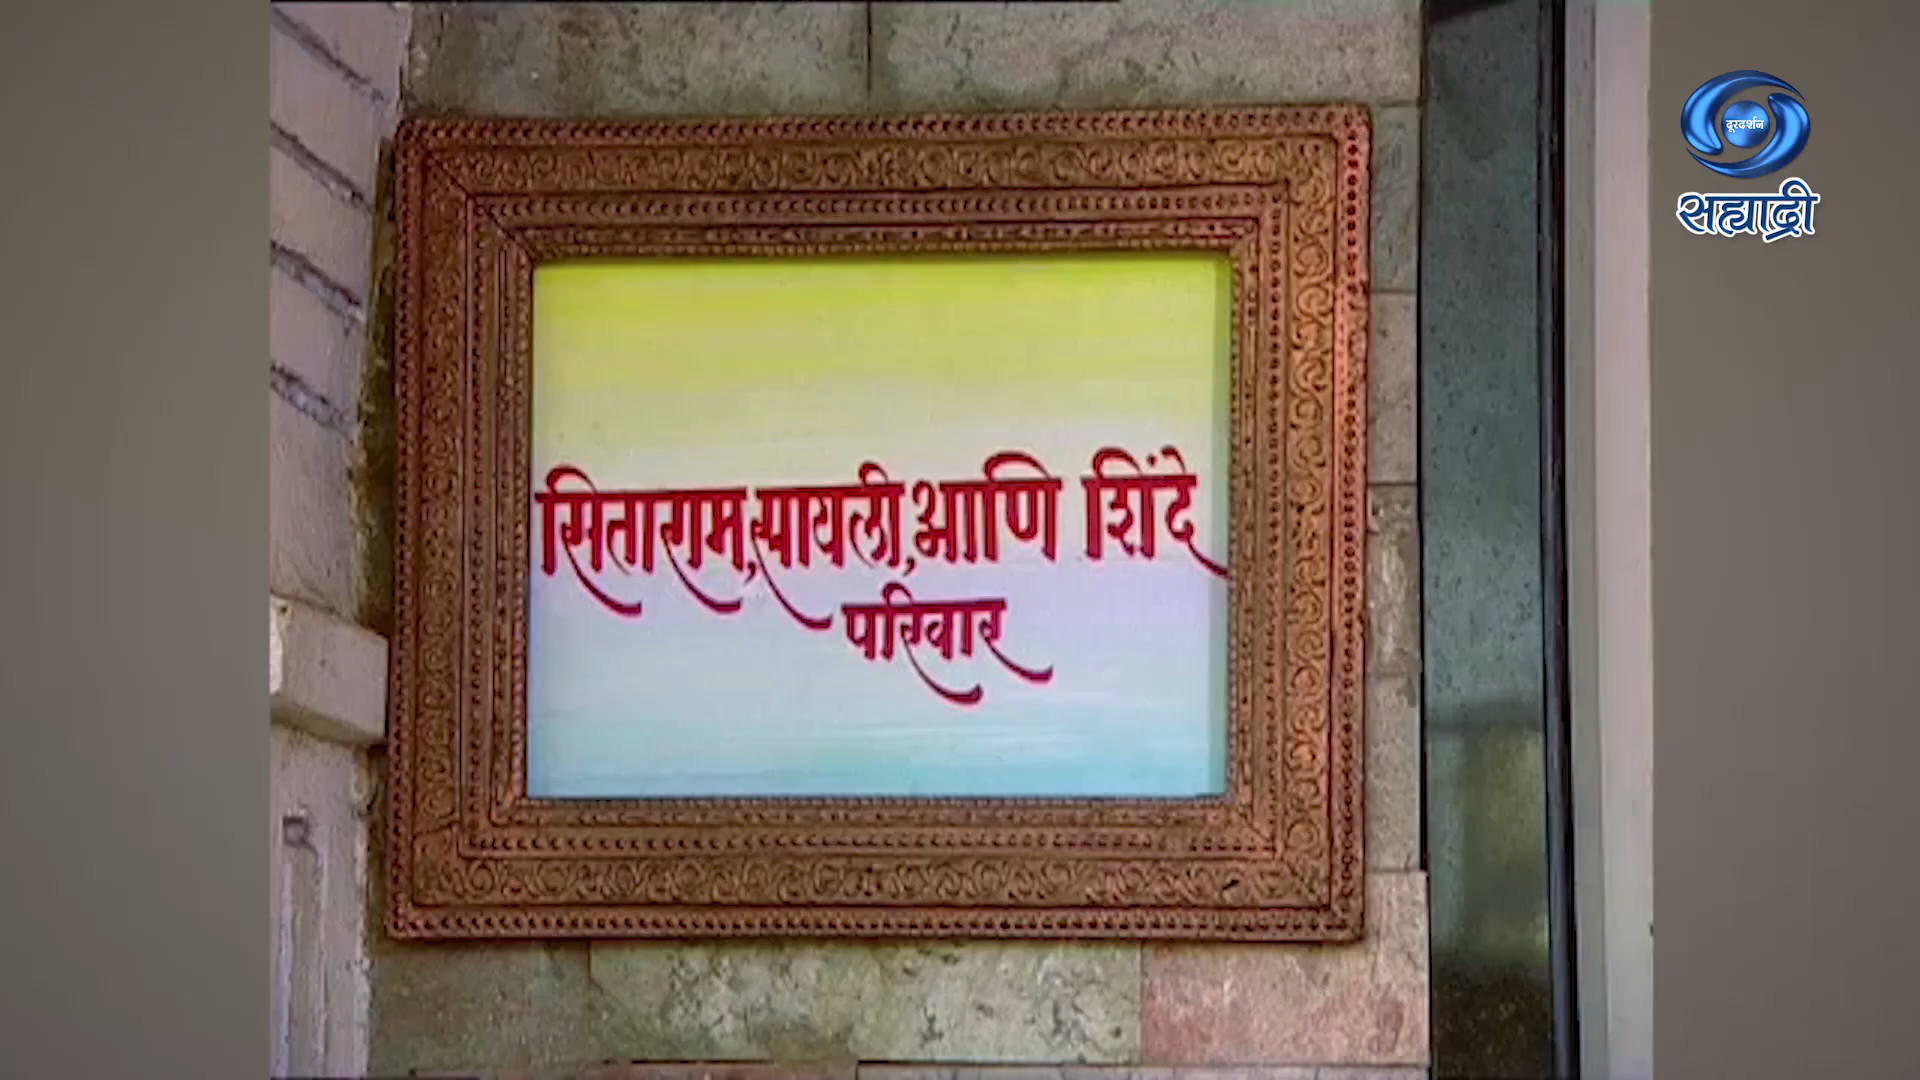 दूरदर्शन
सह्याद्री
सिताराम,सायली,आणि शिंदे
परिवार